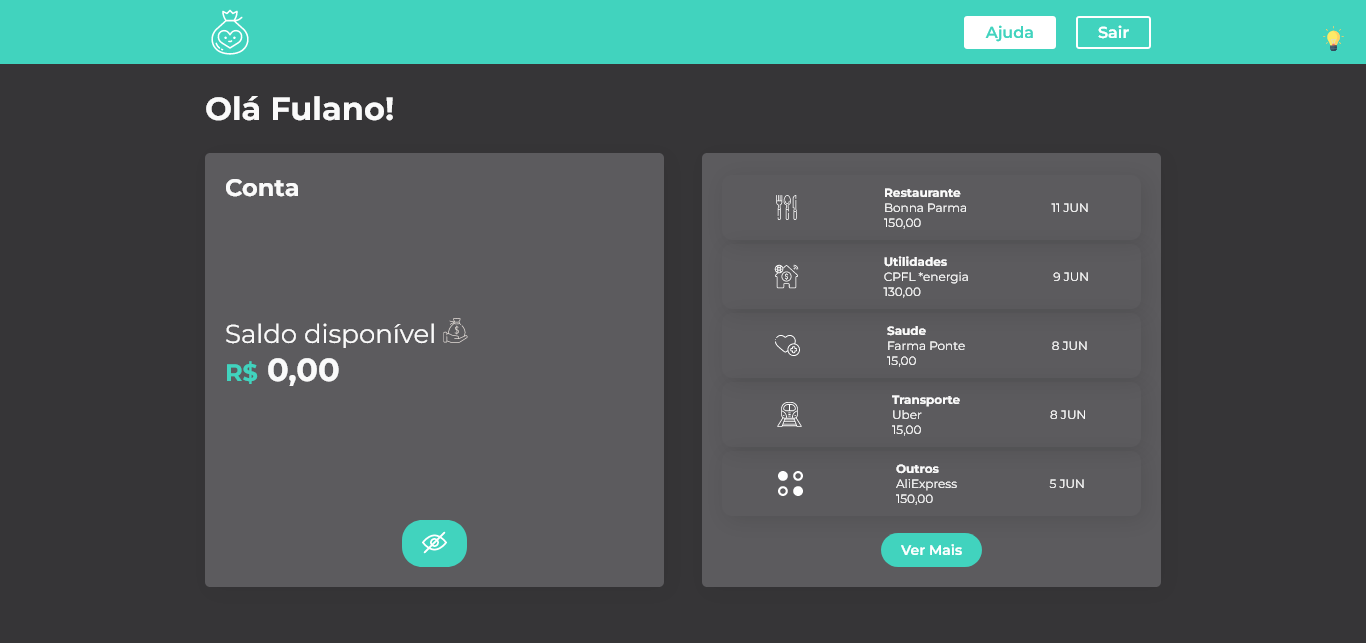 Ajuda
Sair
Olá Fulano!
Conta
Saldo disponível
R$ 0,00
Restaurante
Bonna Parma
150,00
11 JUN
Utilidades
CPFL *energia
130,00
9 JUN
Saude
Farma Ponte
15,00
8 JUN
Transporte
Uber
15,00
8 JUN
Outros
AliExpress
150,00
5 JUN
Ver Mais